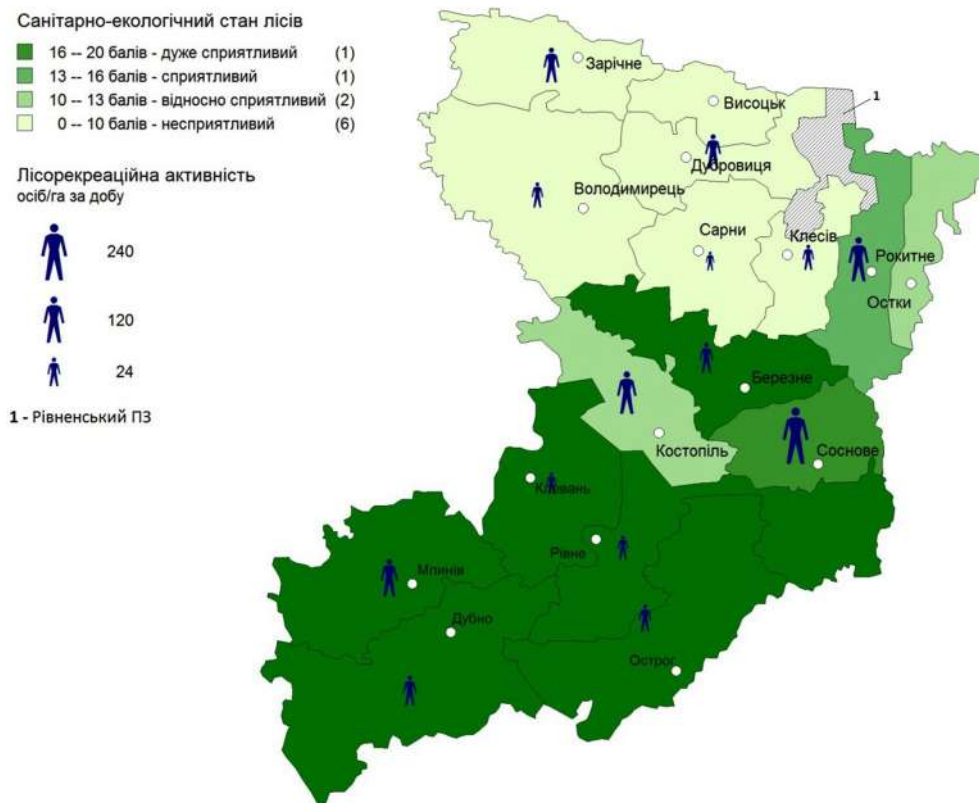 Санітарно-екологічний стан лісів
16 -- 20 балів - дуже сприятливий (1)
13 -- 16 балів - сприятливий (1)
10 -- 13 балів - відносно сприятливий (2)
0 -- 10 балів - несприятливий (6)
Лісорекреаційна активність
осіб/га за добу
240
120
24
1 - Рівненський ПЗ
Зарічне
1
Висоцьк
Дубровиця
Володимирець
Сарни
Клесів
Рокитне
Остки
Березне
Костопіль
Соснове
Клевань
Рівне
Млинів
Дубно
Острог